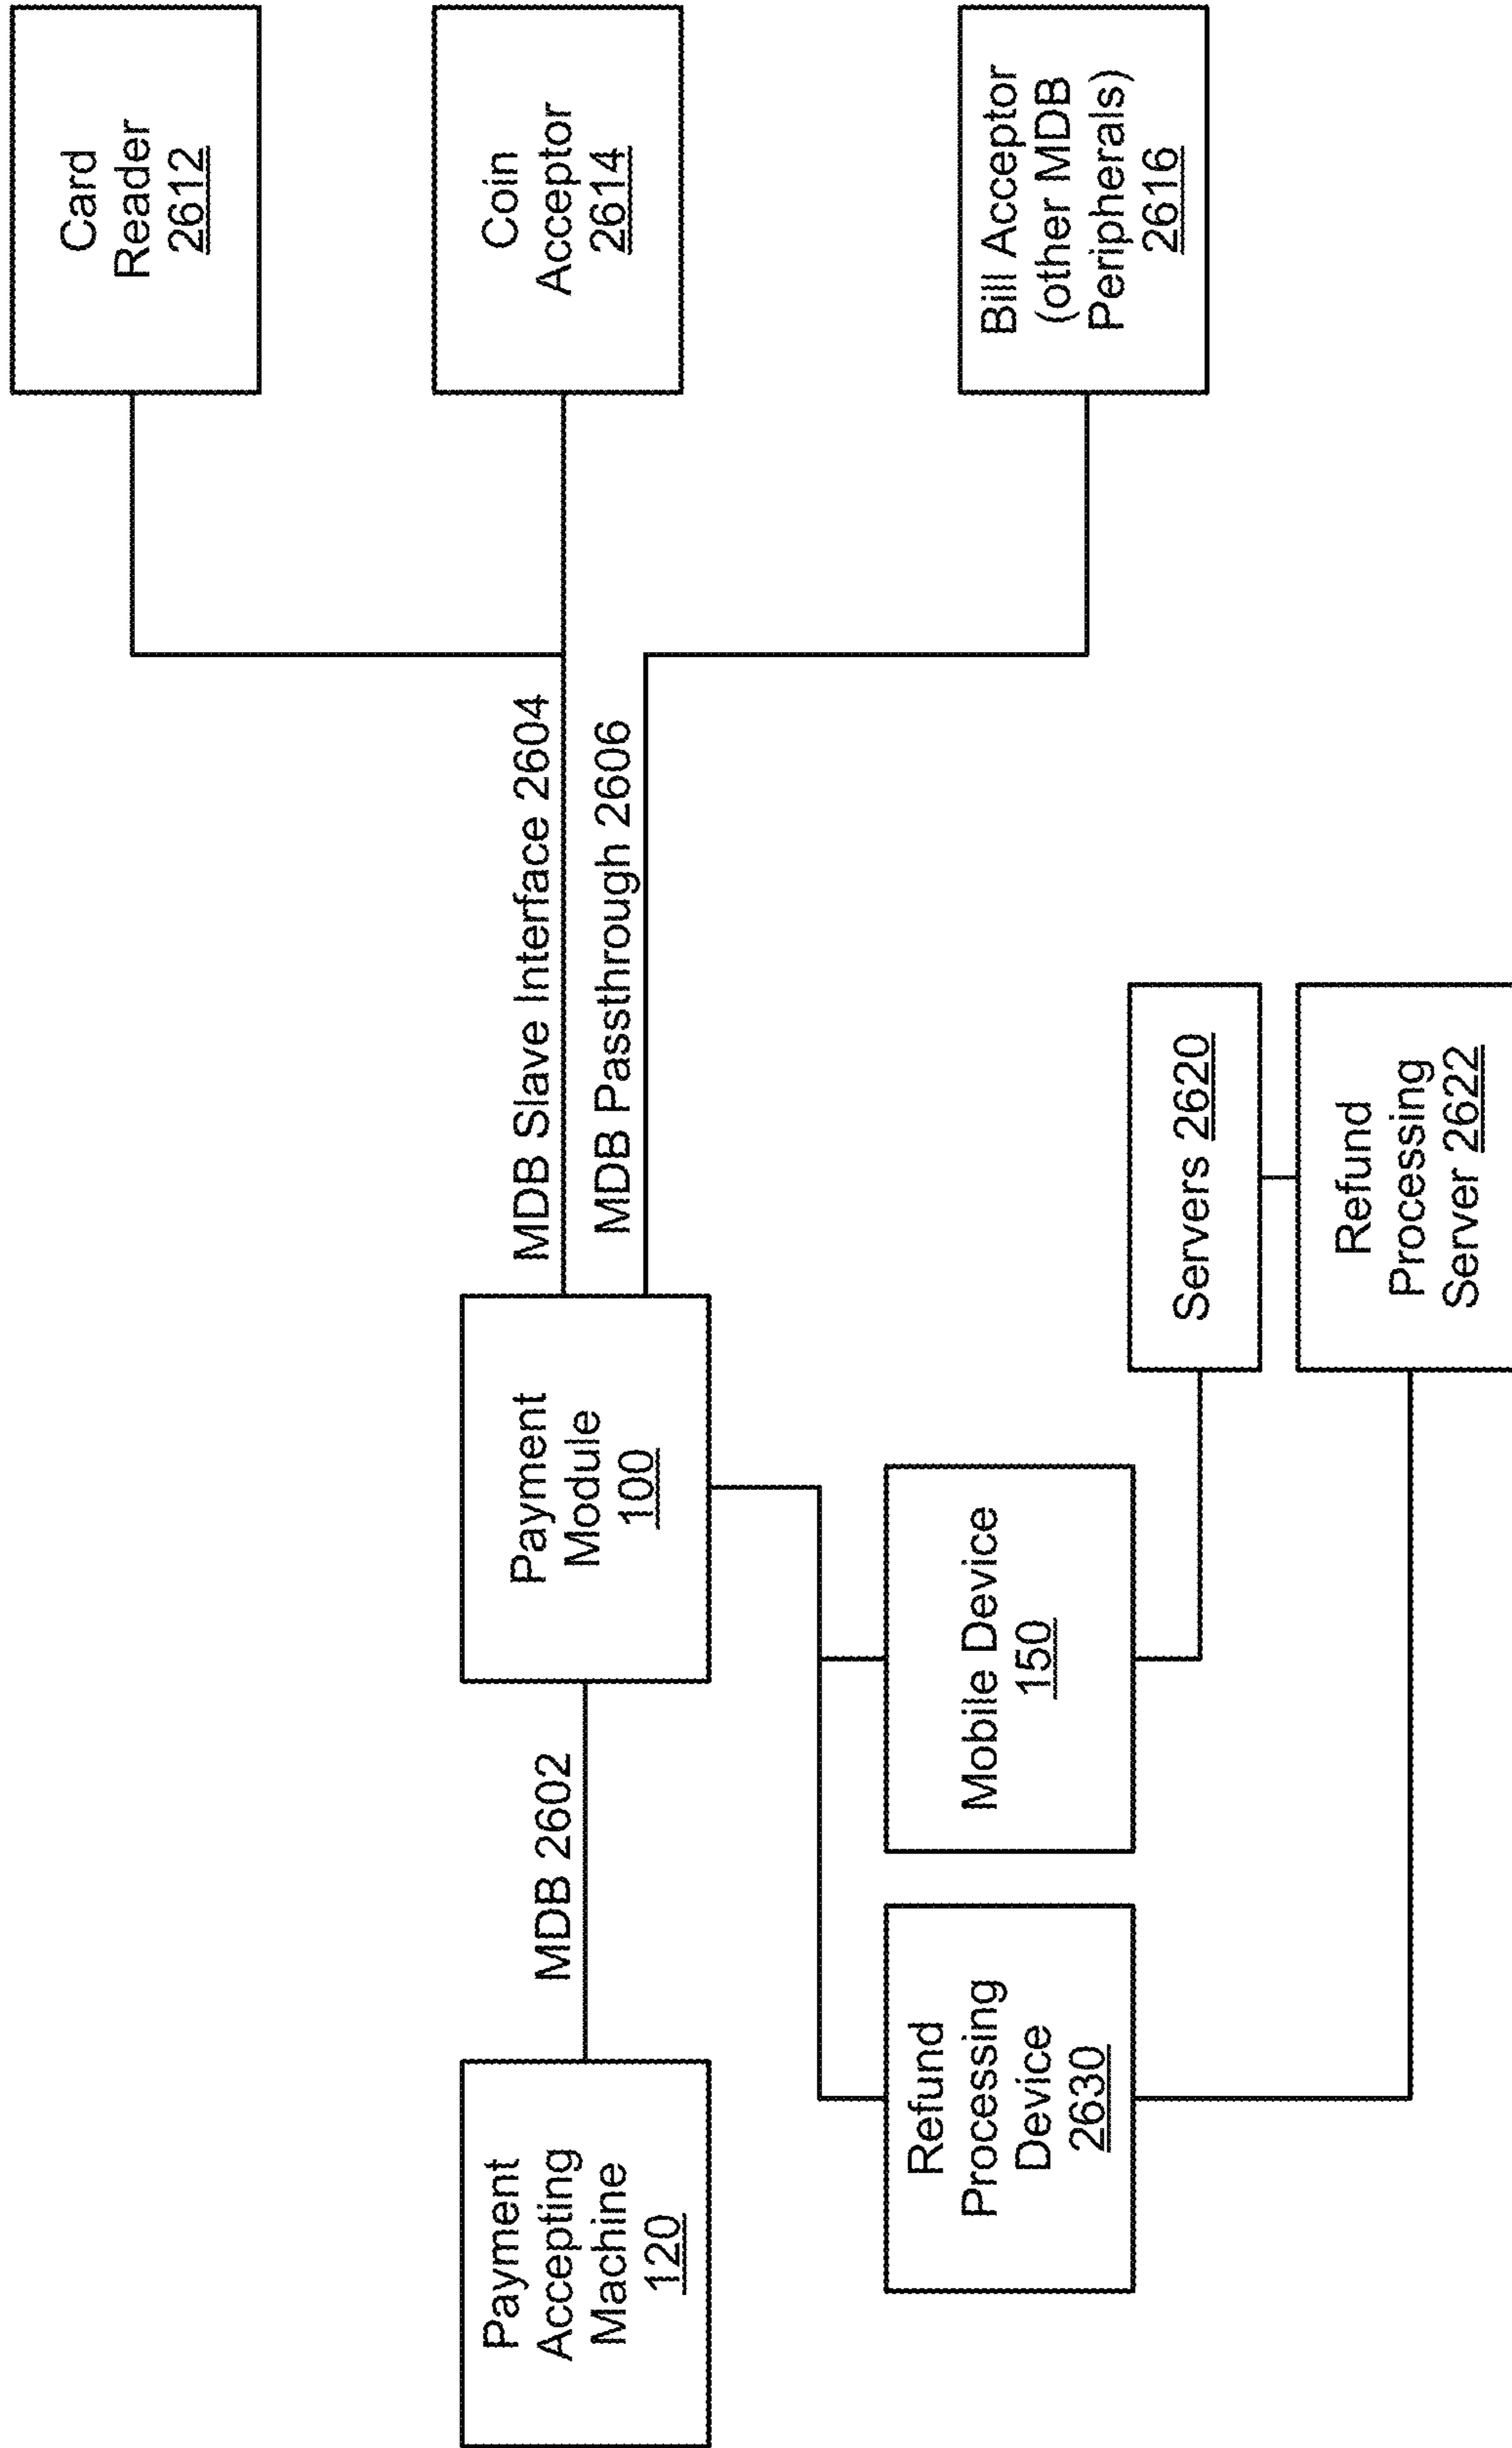 Card
Reader
2612
Coin
Acceptor
2614
Bill Acceptor
(other MDB
Peripherals)
2616
MDB Slave Interface 2604
MDB Passthrough 2606
Payment
Module
100
MDB 2602
Payment
Accepting
Machine
120
Refund
Processing
Device
2630
Mobile Device
150
Servers 2620
Refund
Processing
Server 2622